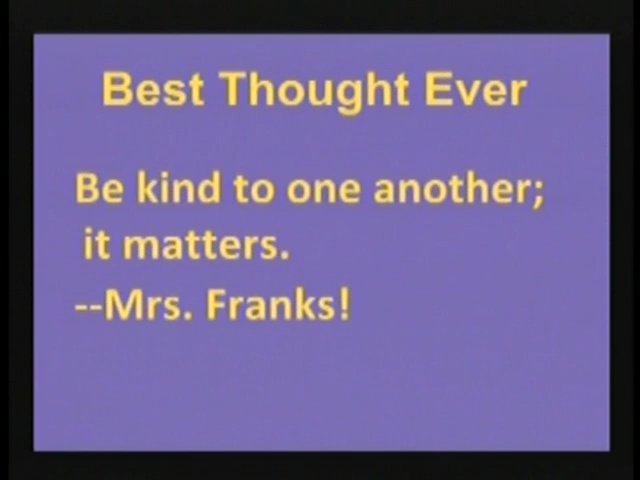 Best Thought Ever
Be kind to one another;
it matters.
--Mrs. Franks!